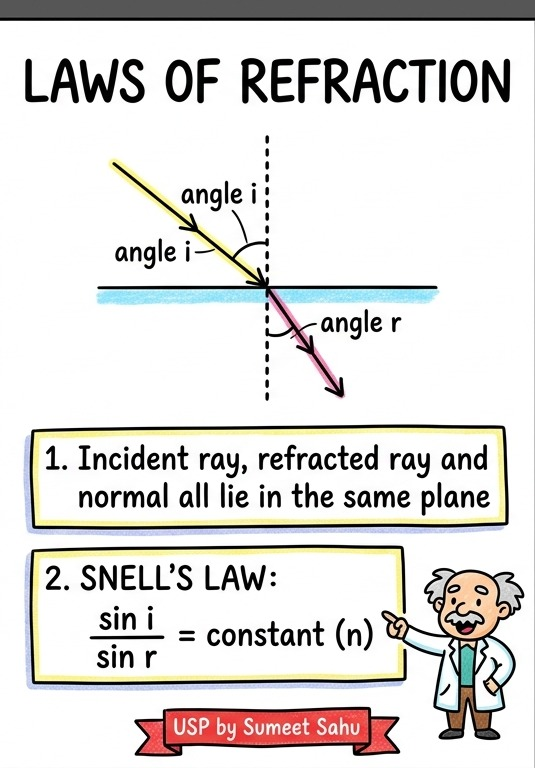 LAWS OF REFRACTION
angle i
angle i
angle r
1. Incident ray, refracted ray and
normal all lie in the same plane
2. SNELL'S LAW:
sin i
sin r
= constant (n)
USP by Sumeet Sahu